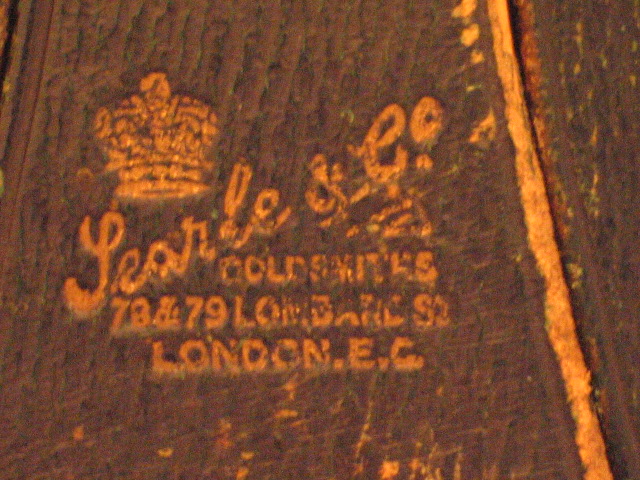 Searle & Co.
GOLDSMITHS
78 & 79 LOMBARD St
LONDON. E.C.